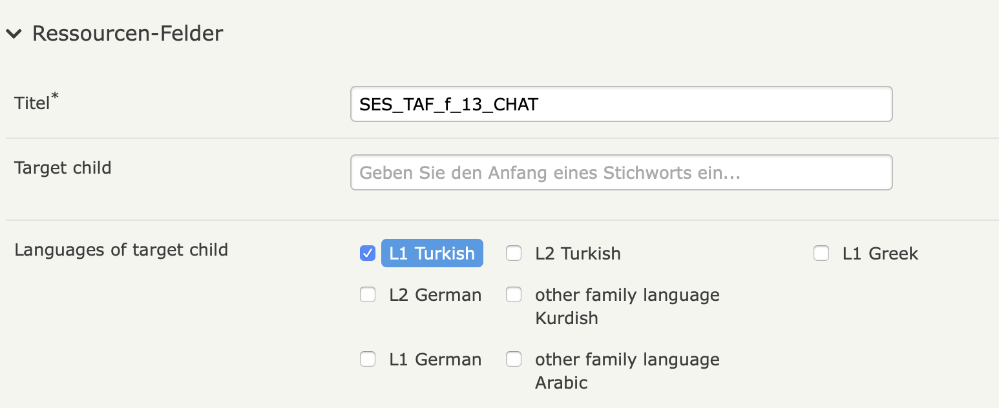 Ressourcen-Felder
Titel*
SES_TAF_f_13_CHAT
Target child
Geben Sie den Anfang eines Stichworts ein...
Languages of target child
L1 Turkish
L2 Turkish
L1 Greek
L2 German
other family language
Kurdish
L1 German
other family language
Arabic